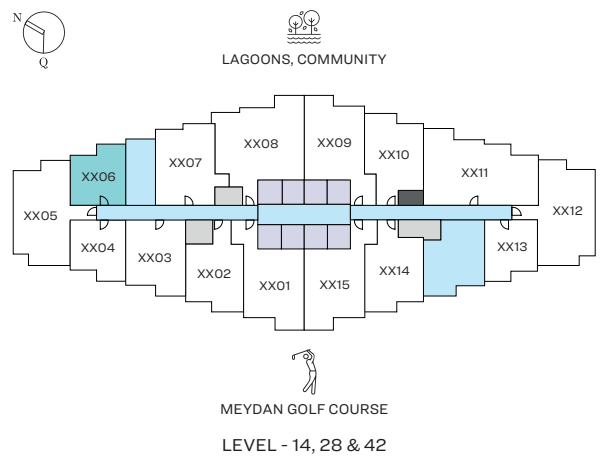 N
Q
LAGOONS, COMMUNITY
XX08
XX09
XX07
XX10
XX06
XX11
XX05
XX12
XX04
XX03
XX02
XX01
XX15
XX14
XX13
MEYDAN GOLF COURSE
LEVEL - 14, 28 & 42